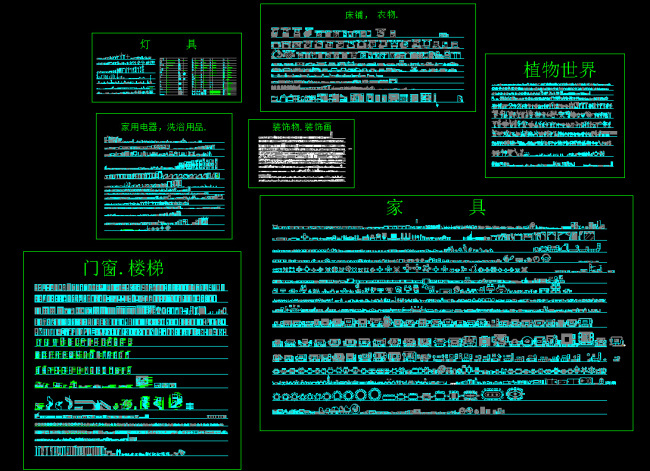 灯 具
床铺，衣物.
植物世界
家用电器，洗浴用品.
装饰物.装饰画
家 具
门窗.楼梯